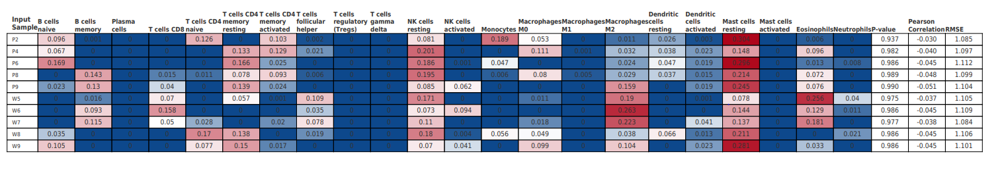 T cells CD4 T cells CD4 T cells T cells T cells Dendritic Dendritic
Input B cells B cells Plasma T cells CD4 memory memory follicular regulatory gamma NK cells NK cells Macrophages Macrophages Macrophages cells cells Mast cells Mast cells Pearson
Sample naive memory cells T cells CD8 naive resting activated helper (Tregs) delta resting activated Monocytes M0 M1 M2 resting activated resting activated Eosinophils Neutrophils P-value Correlation RMSE
P2 0.096 0.001 0 0 0.126 0 0.103 0.002 0 0 0.081 0 0.189 0.053 0 0.011 0.026 0.003 0.304 0 0.006 0 0.937 -0.030 1.085
P4 0.067 0 0 0 0 0.133 0.129 0.021 0 0 0.201 0 0 0.111 0.001 0.032 0.038 0.023 0.148 0 0.096 0 0.982 -0.040 1.097
P6 0.169 0 0 0 0 0.166 0.025 0 0 0 0.186 0.001 0.047 0 0 0.024 0.047 0.019 0.296 0 0.013 0.008 0.986 -0.045 1.112
P8 0 0.143 0 0.015 0.011 0.078 0.093 0.006 0 0 0.195 0 0.006 0.08 0.005 0.029 0.037 0.015 0.214 0 0.072 0 0.989 -0.048 1.099
P9 0.023 0.13 0 0.04 0 0.139 0.024 0 0 0 0.085 0.062 0 0 0 0.159 0 0.019 0.245 0 0.076 0 0.990 -0.051 1.104
W5 0 0.016 0 0.07 0 0.057 0.001 0.109 0 0 0.171 0 0 0.011 0 0.19 0 0.001 0.078 0 0.256 0.04 0.975 -0.037 1.105
W6 0 0.093 0 0.158 0 0 0 0.035 0 0 0.073 0.094 0 0 0 0.263 0 0 0.144 0 0.129 0.011 0.986 -0.045 1.109
W7 0 0.115 0 0.05 0.028 0 0.02 0.078 0 0 0.11 0 0 0.018 0 0.223 0 0.041 0.137 0 0.181 0 0.977 -0.038 1.084
W8 0.035 0 0 0 0.17 0.138 0 0.019 0 0 0.18 0.004 0.056 0.049 0 0.038 0.066 0.013 0.211 0 0 0.021 0.986 -0.045 1.106
W9 0.105 0 0 0 0.077 0.15 0.017 0 0 0 0.07 0.041 0 0.099 0 0.104 0 0.023 0.281 0 0.033 0 0.986 -0.045 1.101